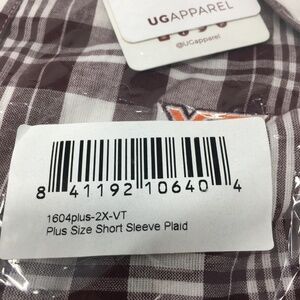 UGAPPAREL
@UGapparel
8 41192 10640 4
1604plus-2X-VT
Plus Size Short Sleeve Plaid